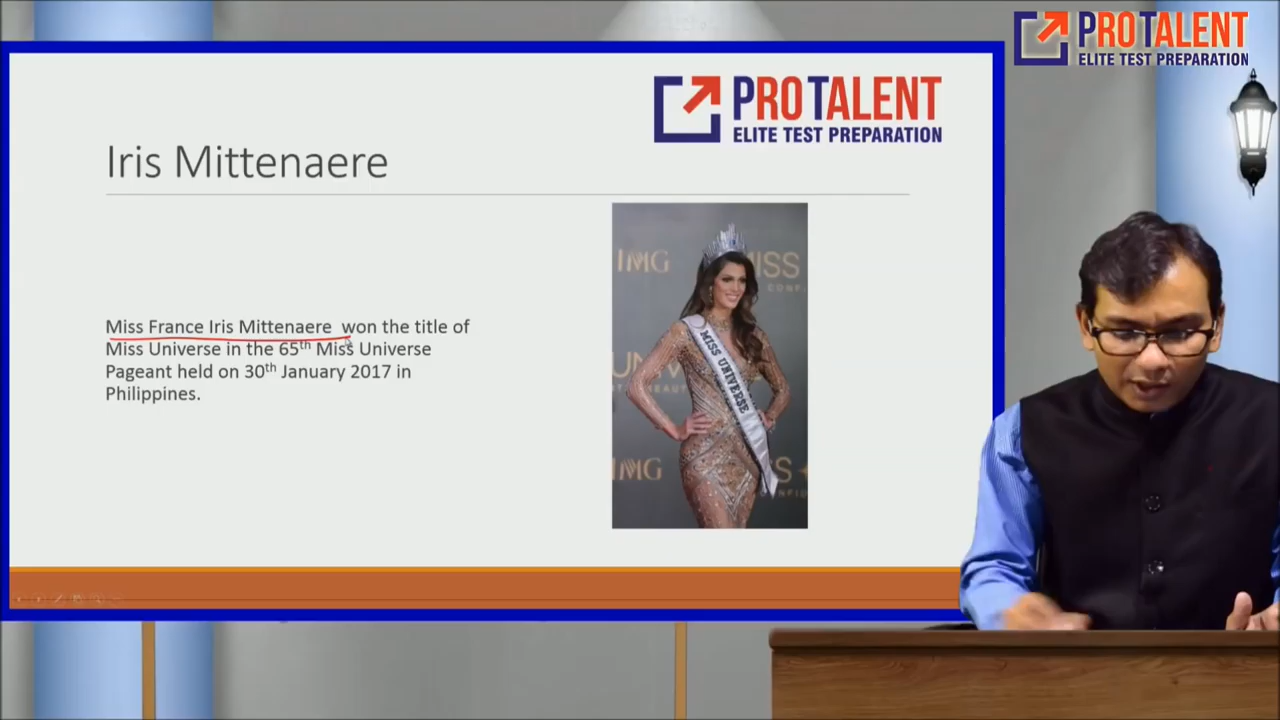 PROTALENT
ELITE TEST PREPARATION
PROTALENT
ELITE TEST PREPARATION
Iris Mittenaere
Miss France Iris Mittenaere won the title of
Miss Universe in the 65th Miss Universe
Pageant held on 30th January 2017 in
Philippines.
IMG
MISS
CONF
UNIV
MISS UNIVERSE
IMG